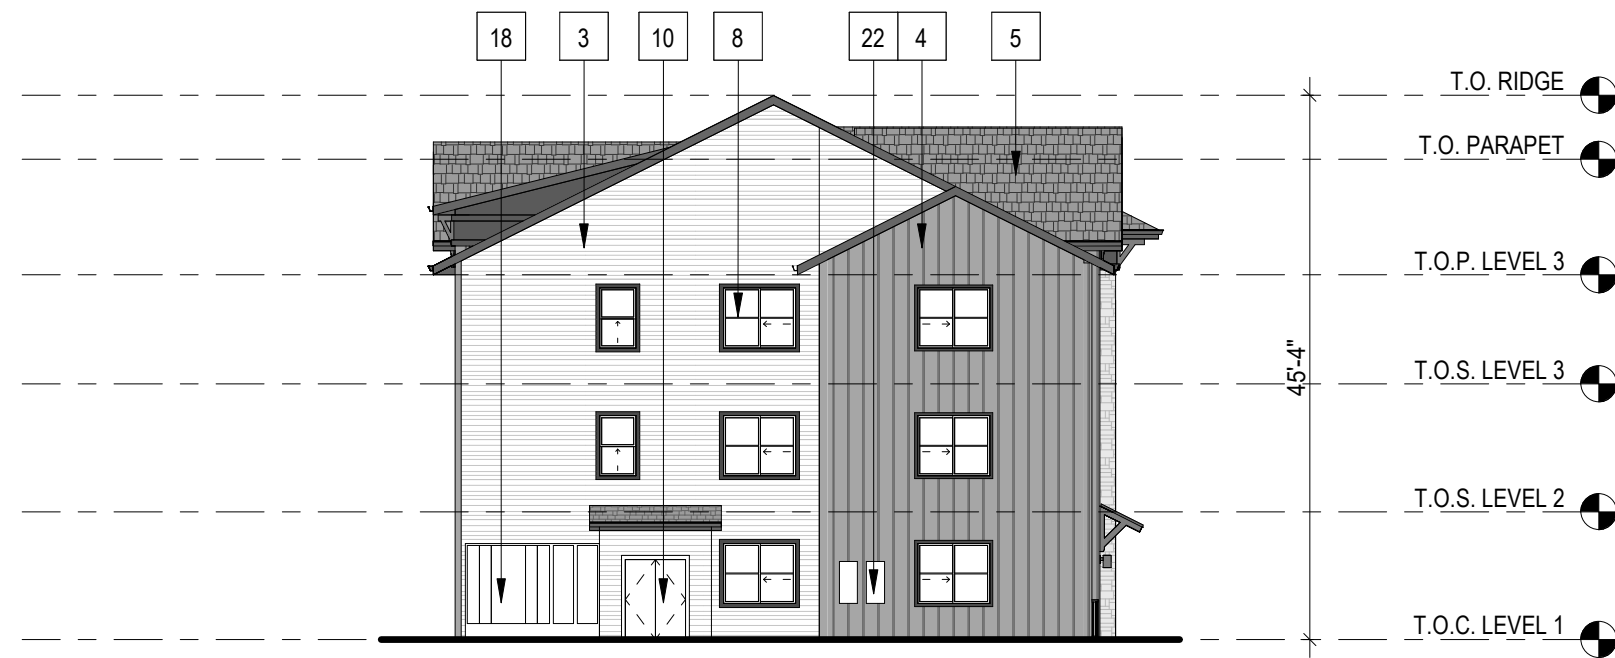 18
3
10
8
22
4
5
T.O. RIDGE
T.O. PARAPET
T.O.P. LEVEL 3
45'-4"
T.O.S. LEVEL 3
T.O.S. LEVEL 2
T.O.C. LEVEL 1